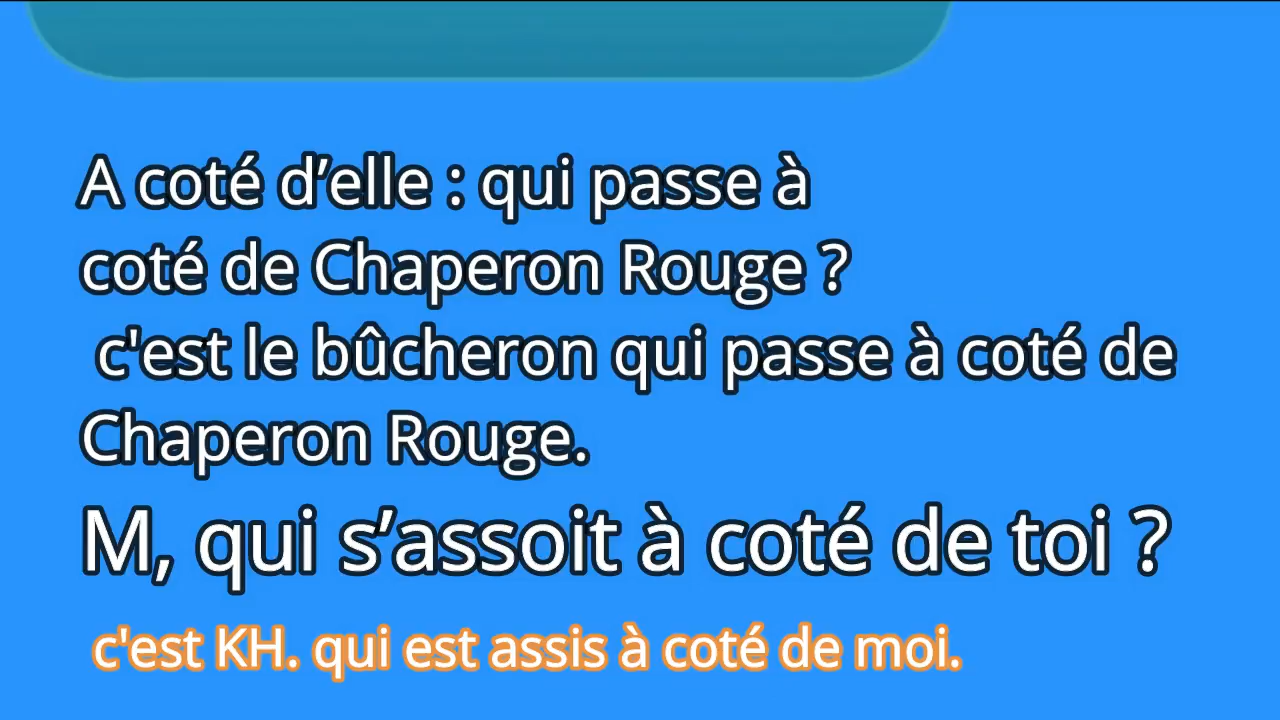 A coté d’elle : qui passe à
coté de Chaperon Rouge ?
c'est le bûcheron qui passe à coté de
Chaperon Rouge.
M, qui s’assoit à coté de toi ?
c'est KH. qui est assis à coté de moi.